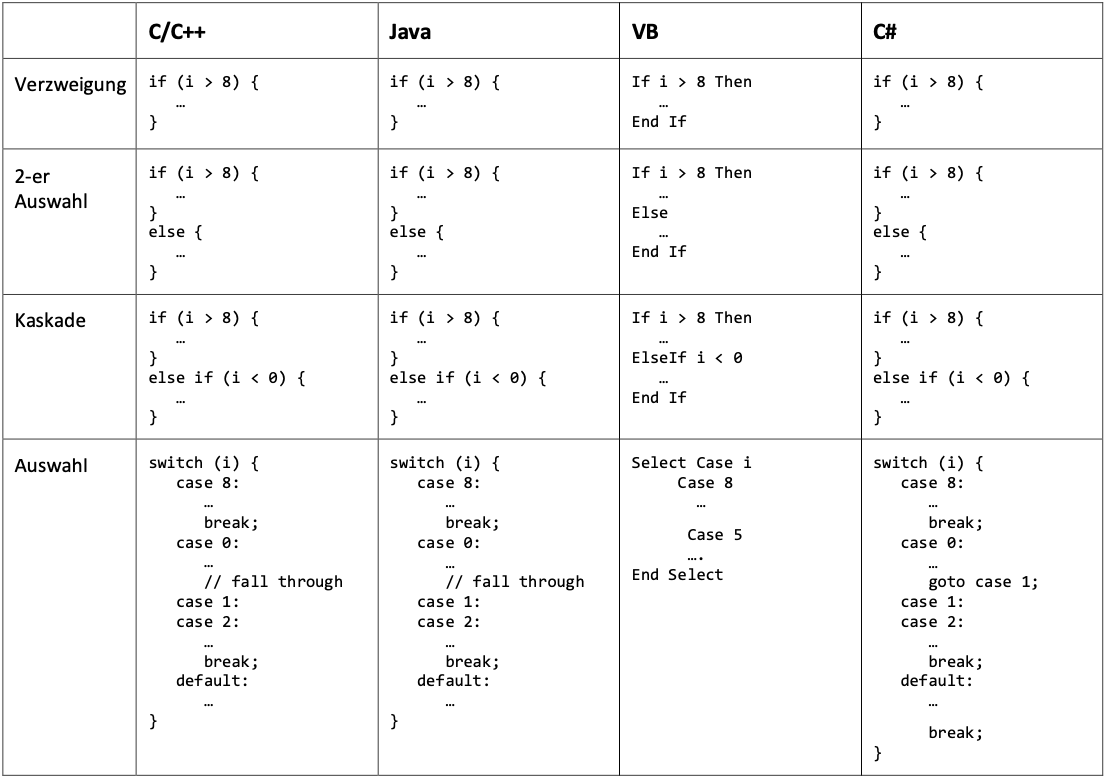 C/C++
Java
VB
C#
Verzweigung
if (i > 8) {
   …
}
if (i > 8) {
   …
}
If i > 8 Then
   …
End If
if (i > 8) {
   …
}
2-er
Auswahl
if (i > 8) {
   …
}
else {
   …
}
if (i > 8) {
   …
}
else {
   …
}
If i > 8 Then
   …
Else
   …
End If
if (i > 8) {
   …
}
else {
   …
}
Kaskade
if (i > 8) {
   …
}
else if (i < 0) {
   …
}
if (i > 8) {
   …
}
else if (i < 0) {
   …
}
If i > 8 Then
   …
ElseIf i < 0
   …
End If
if (i > 8) {
   …
}
else if (i < 0) {
   …
}
Auswahl
switch (i) {
   case 8:
      …
      break;
   case 0:
      …
      // fall through
   case 1:
   case 2:
      …
      break;
   default:
      …
}
switch (i) {
   case 8:
      …
      break;
   case 0:
      …
      // fall through
   case 1:
   case 2:
      …
      break;
   default:
      …
}
Select Case i
     Case 8
       …
      Case 5
      ….
End Select
switch (i) {
   case 8:
      …
      break;
   case 0:
      …
      goto case 1;
   case 1:
   case 2:
      …
      break;
   default:
      …
      break;
}